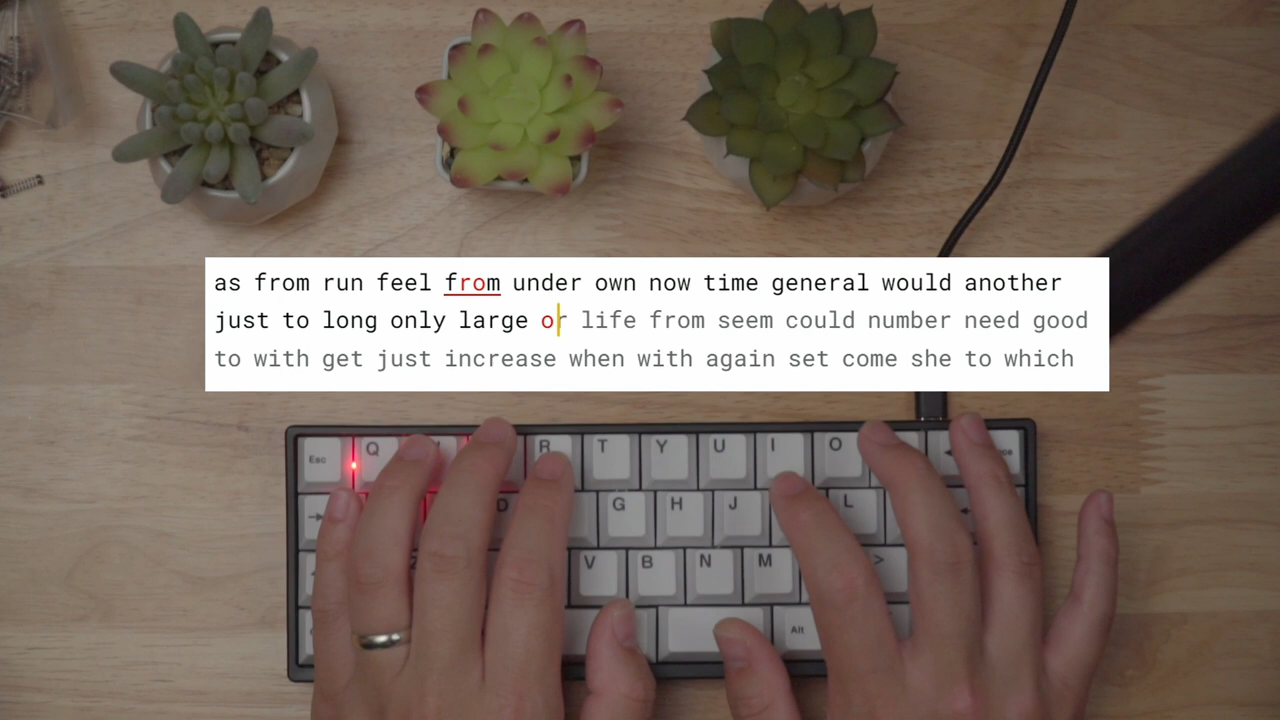 as from run feel from under own now time general would another
just to long only large or life from seem could number need good
to with get just increase when with again set come she to which
Esc Q R T Y U I O
D G H J L
V B N M >
Alt